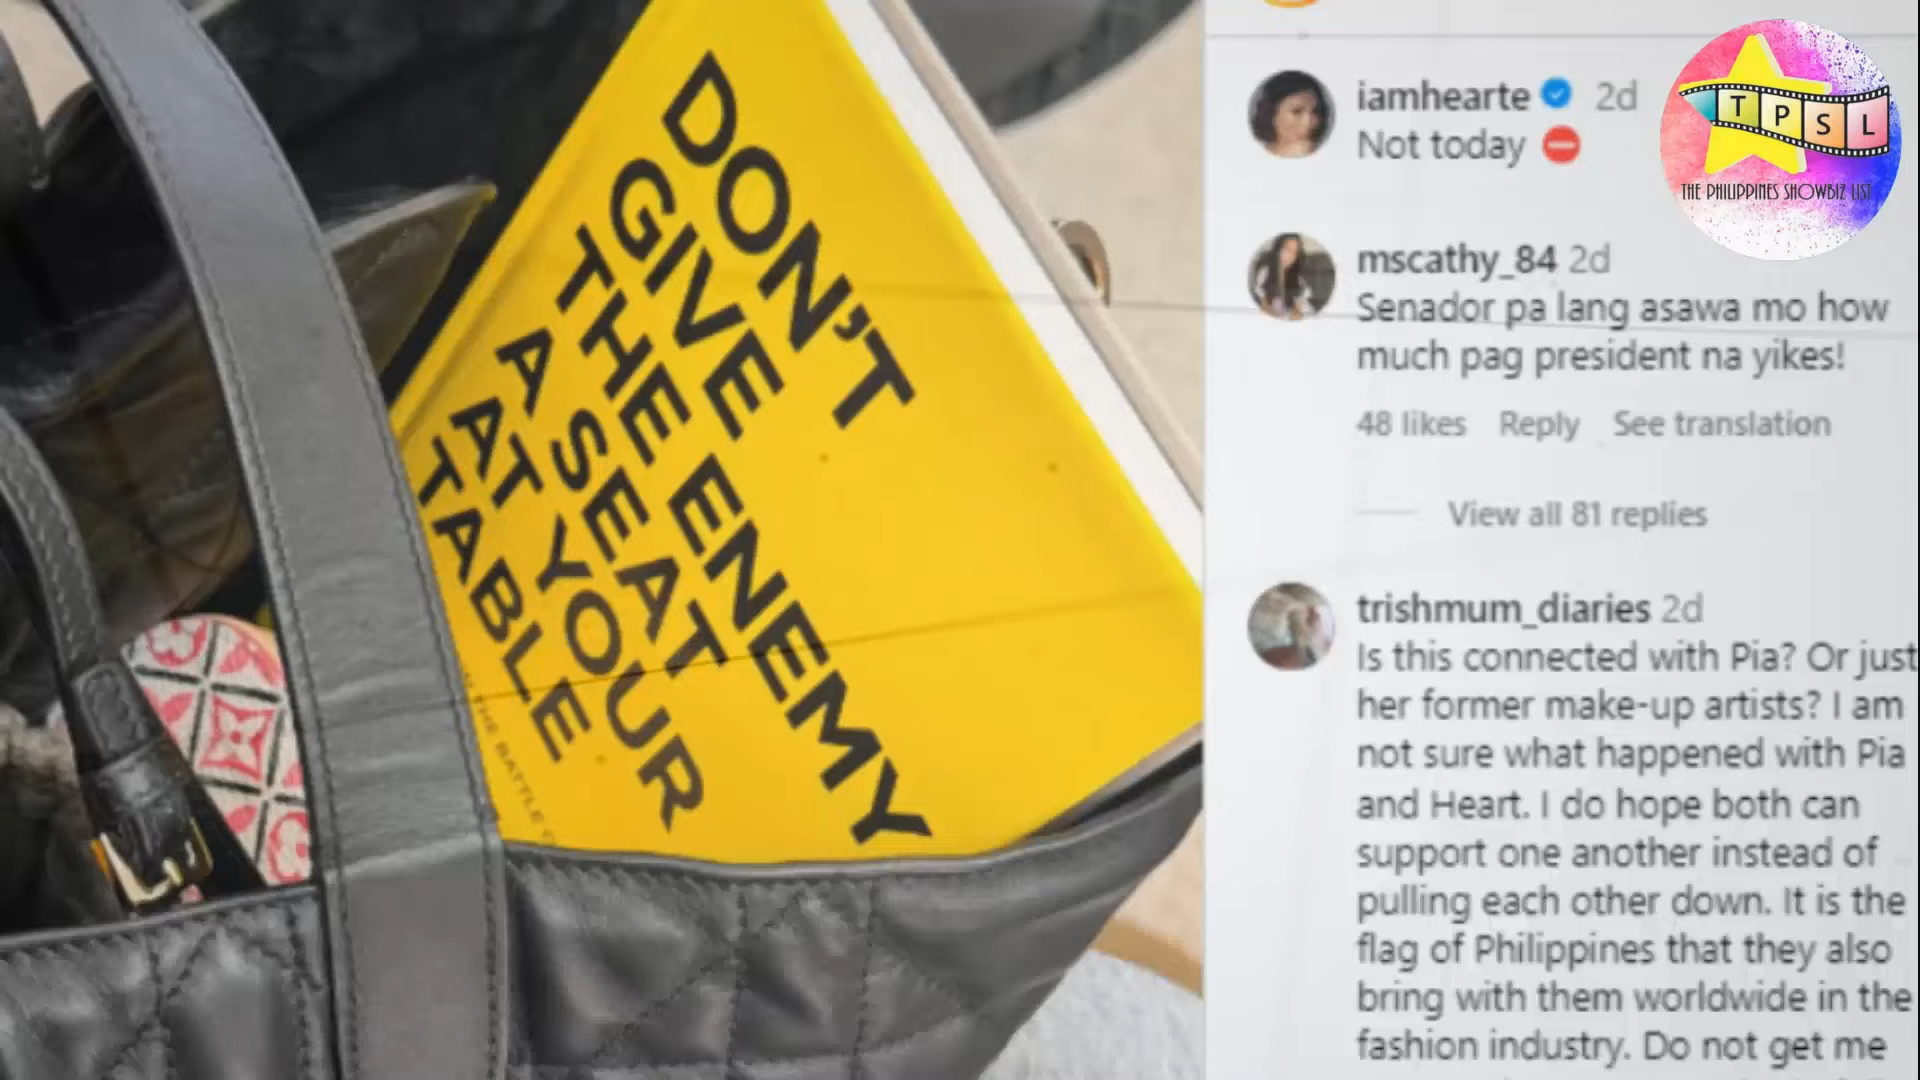 DON'T
GIVE ENEMY
THE SEAT
A YOUR
AT
TABLE
THE BATTLE
iamhearte 2d
Not today
mscathy_84 2d
Senador pa lang asawa mo how
much pag president na yikes!
48 likes Reply See translation
View all 81 replies
trishmum_diaries 2d
Is this connected with Pia? Or just
her former make-up artists? I am
not sure what happened with Pia
and Heart. I do hope both can
support one another instead of
pulling each other down. It is the
flag of Philippines that they also
bring with them worldwide in the
fashion industry. Do not get me
T P S L
THE PHILIPPINES SHOWBIZ LIST